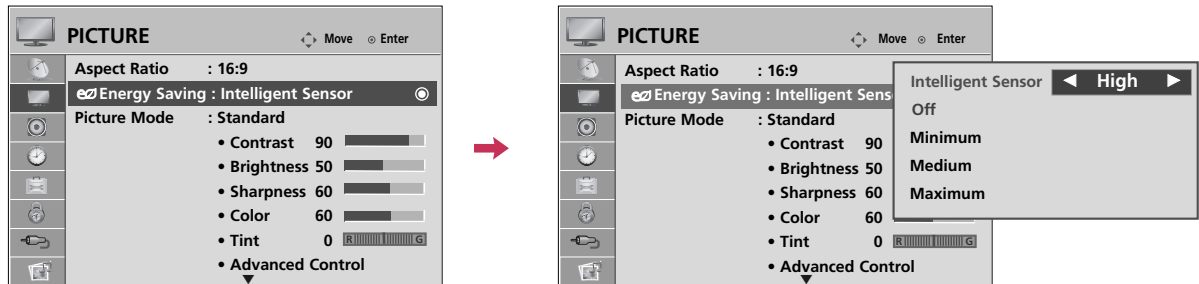 PICTURE
Move
Enter
Aspect Ratio : 16:9
Energy Saving : Intelligent Sensor
Picture Mode : Standard
• Contrast 90
• Brightness 50
• Sharpness 60
• Color 60
• Tint 0 R G
• Advanced Control
PICTURE
Move
Enter
Aspect Ratio : 16:9
Energy Saving : Intelligent Sens
Picture Mode : Standard
• Contrast 90
• Brightness 50
• Sharpness 60
• Color 60
• Tint 0 R G
• Advanced Control
Intelligent Sensor ◀ High ▶
Off
Minimum
Medium
Maximum